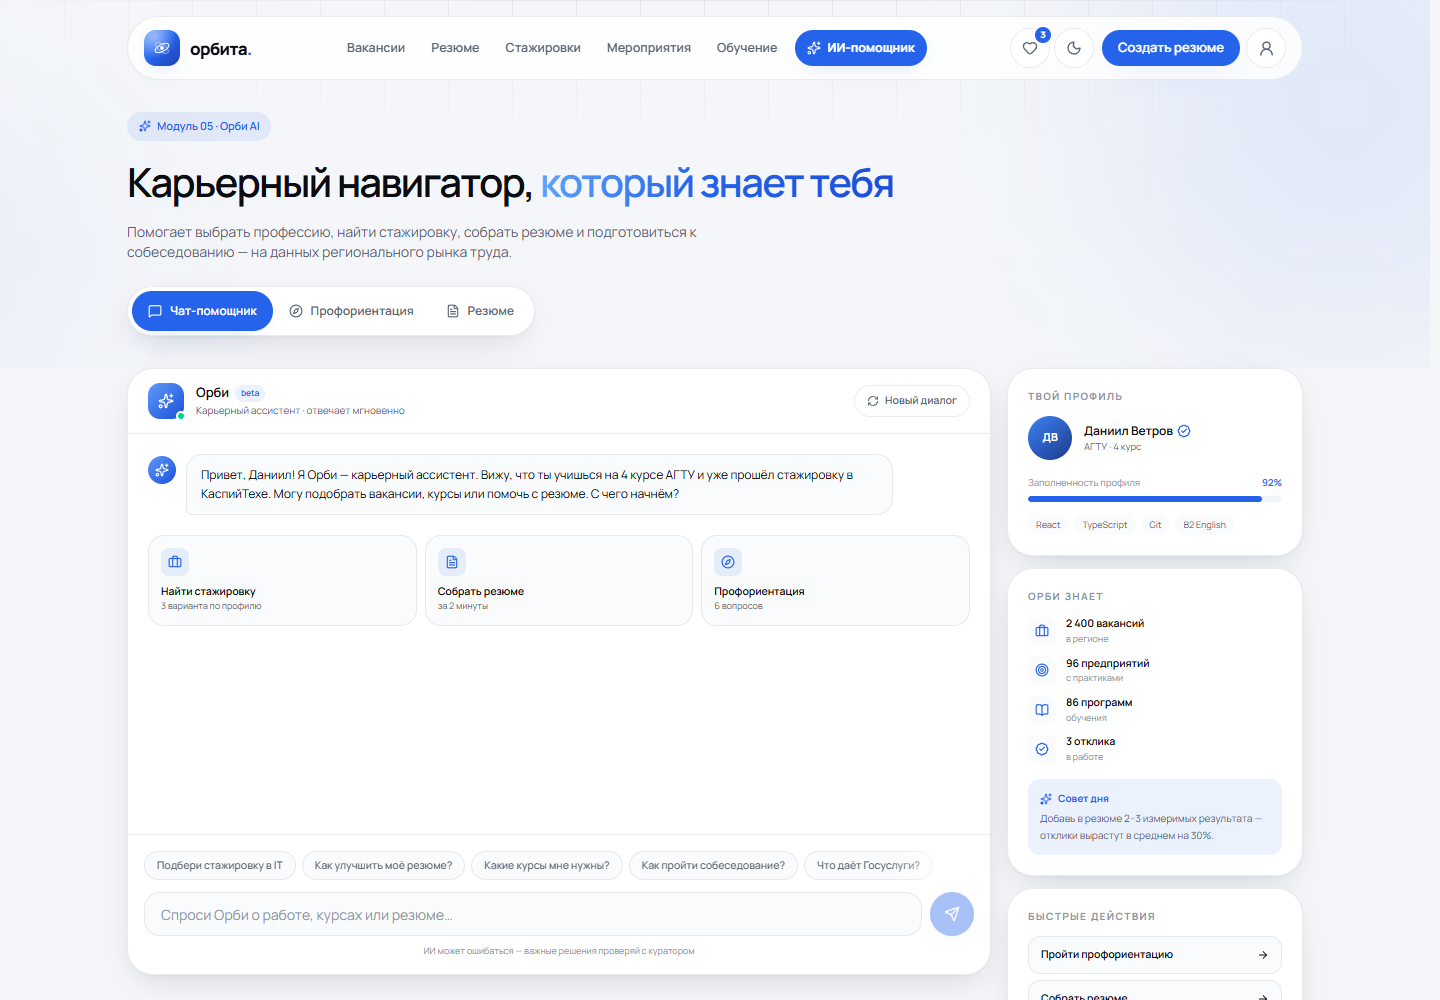 орбита.
Вакансии
Резюме
Стажировки
Мероприятия
Обучение
ИИ-помощник
3
Создать резюме
Модуль 05 · Орби AI
Карьерный навигатор, который знает тебя
Помогает выбрать профессию, найти стажировку, собрать резюме и подготовиться к
собеседованию — на данных регионального рынка труда.
Чат-помощник
Профориентация
Резюме
Орби beta
Карьерный ассистент · отвечает мгновенно
Новый диалог
Привет, Даниил! Я Орби — карьерный ассистент. Вижу, что ты учишься на 4 курсе АГТУ и уже прошёл стажировку в
КаспийТехе. Могу подобрать вакансии, курсы или помочь с резюме. С чего начнём?
Найти стажировку
3 варианта по профилю
Собрать резюме
за 2 минуты
Профориентация
6 вопросов
Подбери стажировку в IT
Как улучшить моё резюме?
Какие курсы мне нужны?
Как пройти собеседование?
Что даёт Госуслуги?
Спроси Орби о работе, курсах или резюме...
ИИ может ошибаться — важные решения проверяй с куратором
ТВОЙ ПРОФИЛЬ
ДВ
Даниил Ветров
АГТУ · 4 курс
Заполненность профиля 92%
React
TypeScript
Git
B2 English
ОРБИ ЗНАЕТ
2 400 вакансий
в регионе
96 предприятий
с практиками
86 программ
обучения
3 отклика
в работе
Совет дня
Добавь в резюме 2–3 измеримых результата —
отклики вырастут в среднем на 30%.
БЫСТРЫЕ ДЕЙСТВИЯ
Пройти профориентацию
Собрать резюме